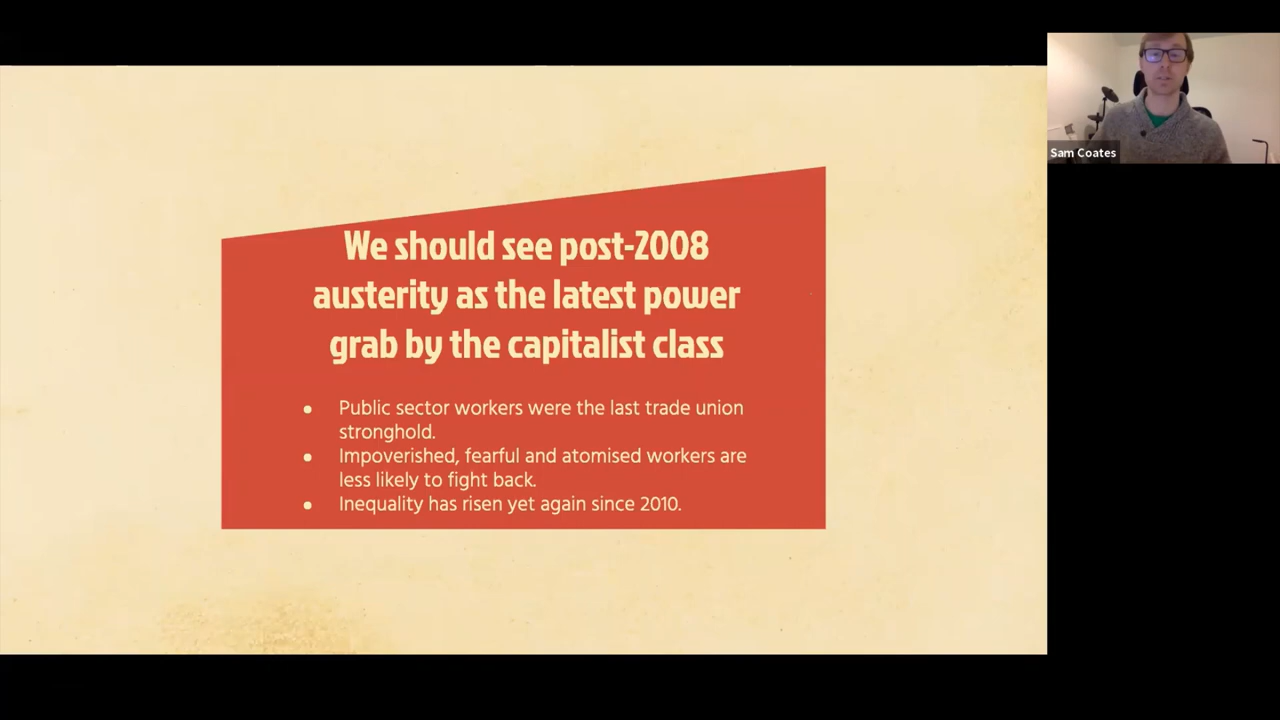 We should see post-2008
austerity as the latest power
grab by the capitalist class
● Public sector workers were the last trade union
stronghold.
● Impoverished, fearful and atomised workers are
less likely to fight back.
● Inequality has risen yet again since 2010.
Sam Coates